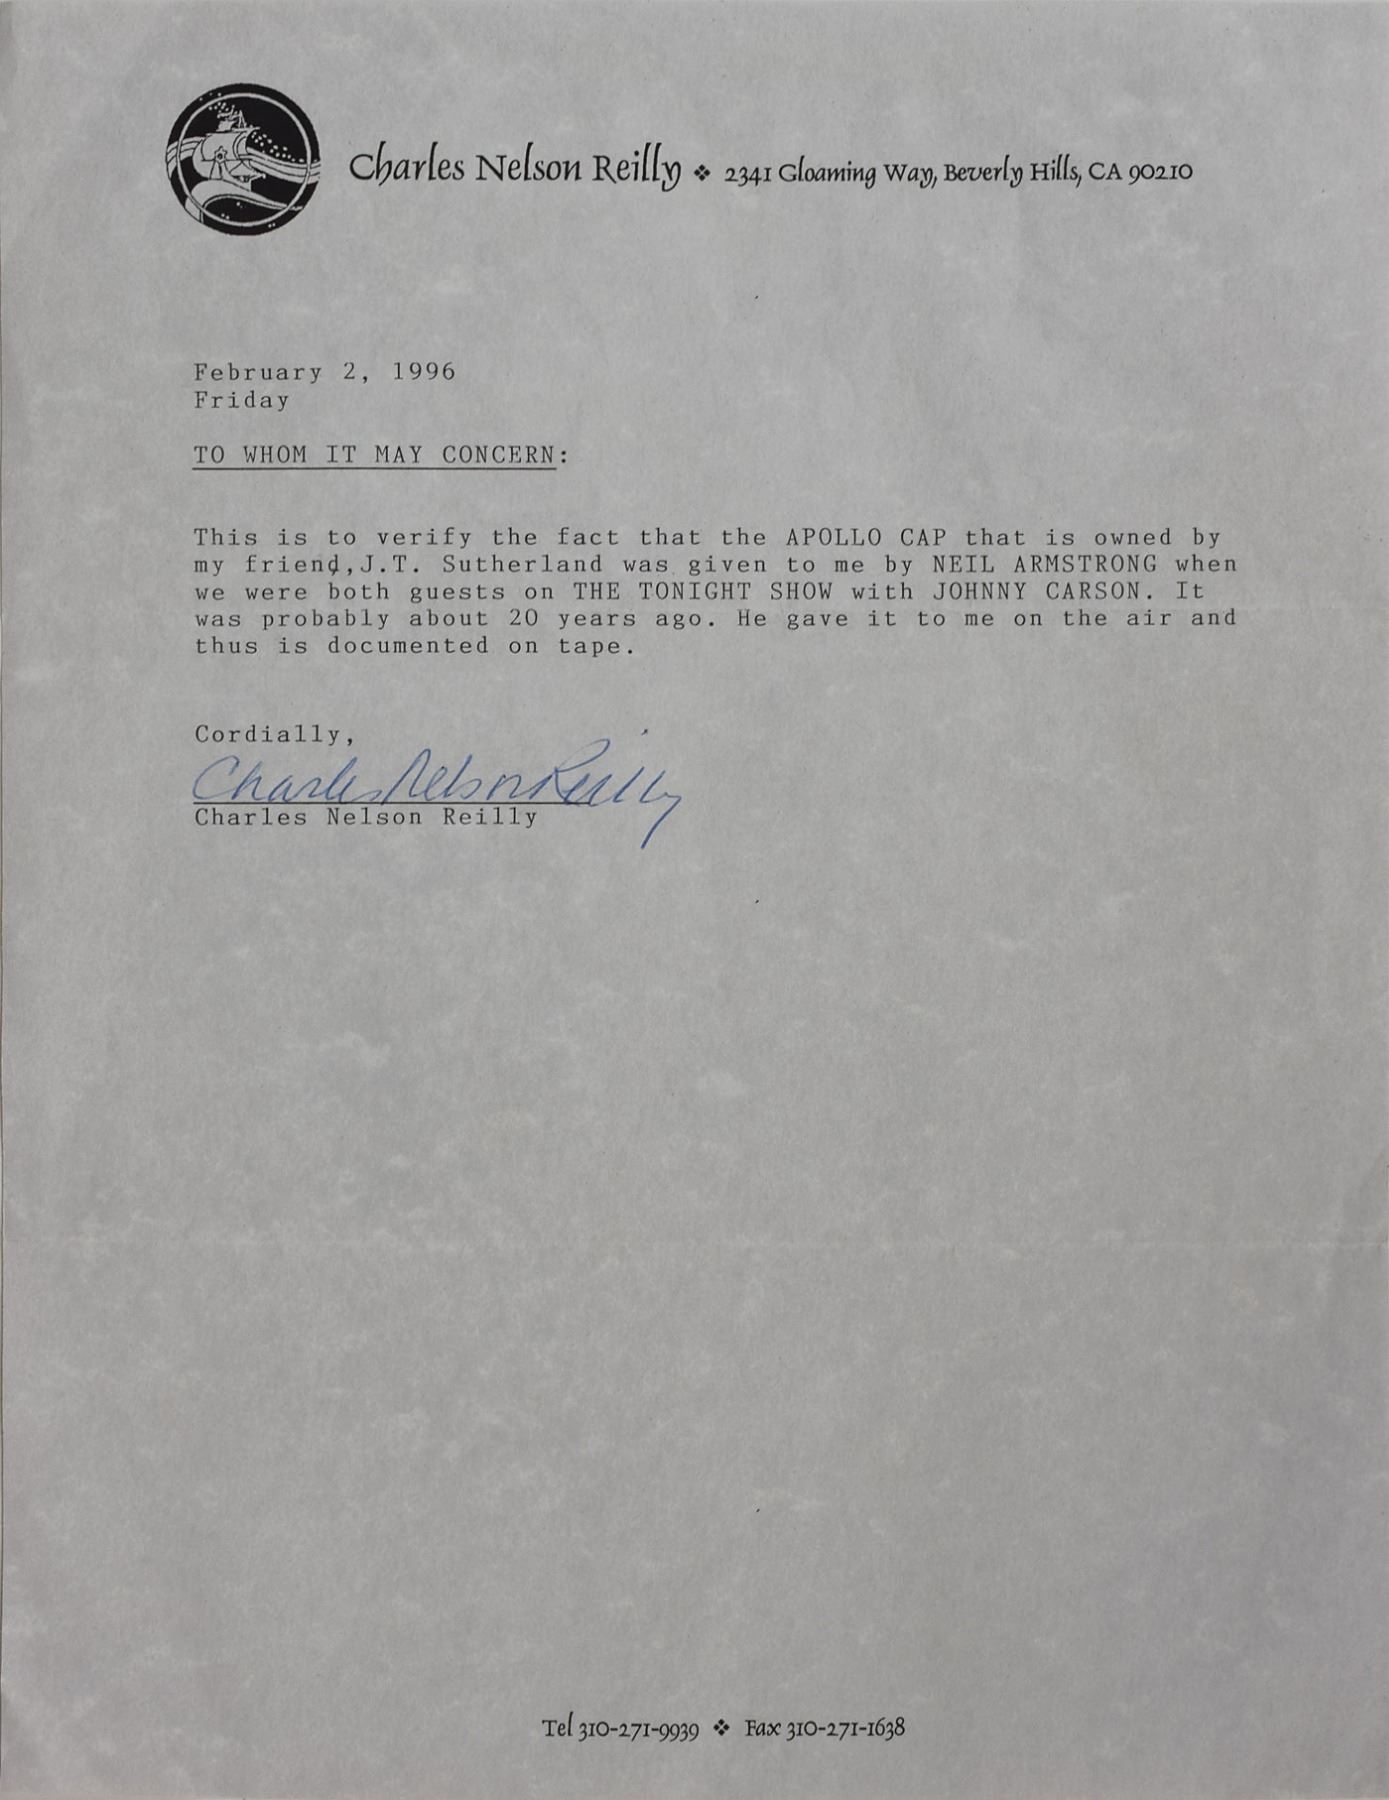 Charles Nelson Reilly ❖ 2341 Gloaming Way, Beverly Hills, CA 90210
February 2, 1996
Friday
TO WHOM IT MAY CONCERN:
This is to verify the fact that the APOLLO CAP that is owned by
my friend,J.T. Sutherland was given to me by NEIL ARMSTRONG when
we were both guests on THE TONIGHT SHOW with JOHNNY CARSON. It
was probably about 20 years ago. He gave it to me on the air and
thus is documented on tape.
Cordially,
Charles Nelson Reilly
Charles Nelson Reilly
Tel 310-271-9939 ❖ Fax 310-271-1638